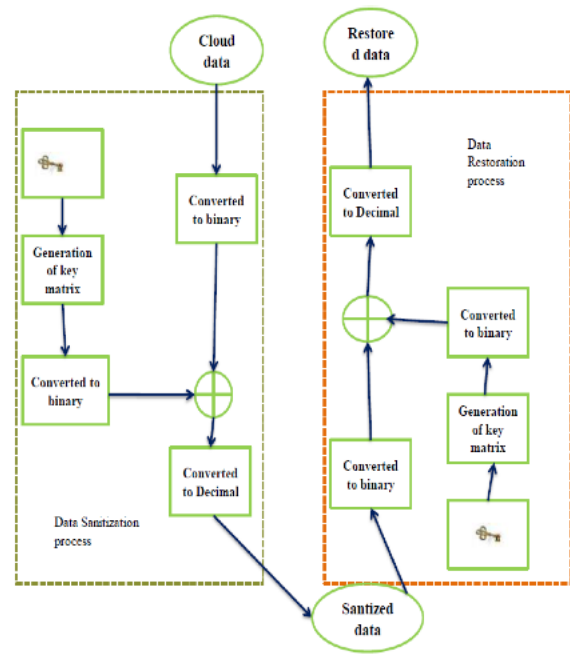 Cloud
data
Restore
d data
Data
Restoration
process
Converted
to binary
Converted
to Decimal
Generation
of key
matrix
Converted
to binary
Converted to
binary
Generation
of key
matrix
Converted
to Decimal
Converted
to binary
Data Sanitization
process
Santized
data